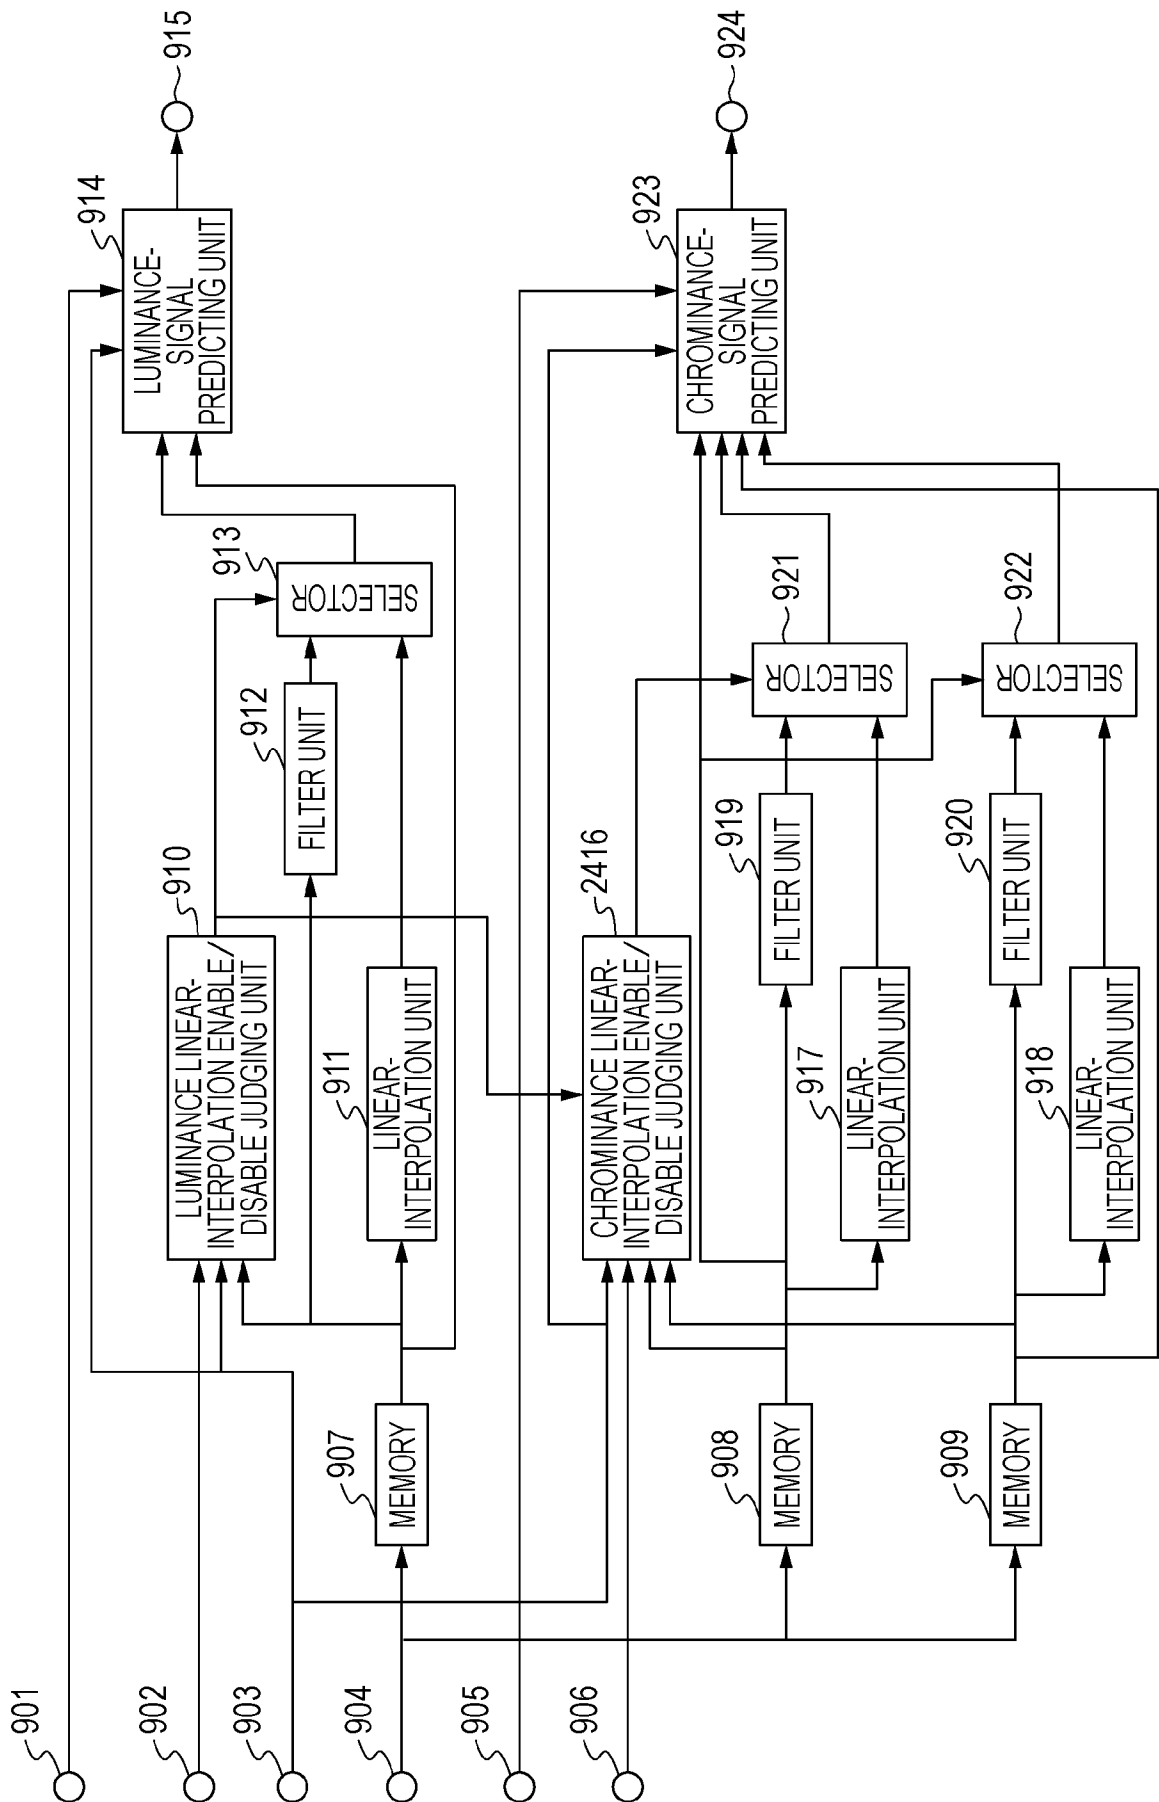 901
902
903
904
905
906
MEMORY
907
MEMORY
908
MEMORY
909
LUMINANCE LINEAR-
INTERPOLATION ENABLE/
DISABLE JUDGING UNIT
910
LINEAR-
INTERPOLATION UNIT
911
FILTER UNIT
912
SELECTOR
913
LUMINANCE-
SIGNAL
PREDICTING UNIT
914
915
CHROMINANCE LINEAR-
INTERPOLATION ENABLE/
DISABLE JUDGING UNIT
2416
LINEAR-
INTERPOLATION UNIT
917
LINEAR-
INTERPOLATION UNIT
918
FILTER UNIT
919
FILTER UNIT
920
SELECTOR
921
SELECTOR
922
CHROMINANCE-
SIGNAL
PREDICTING UNIT
923
924